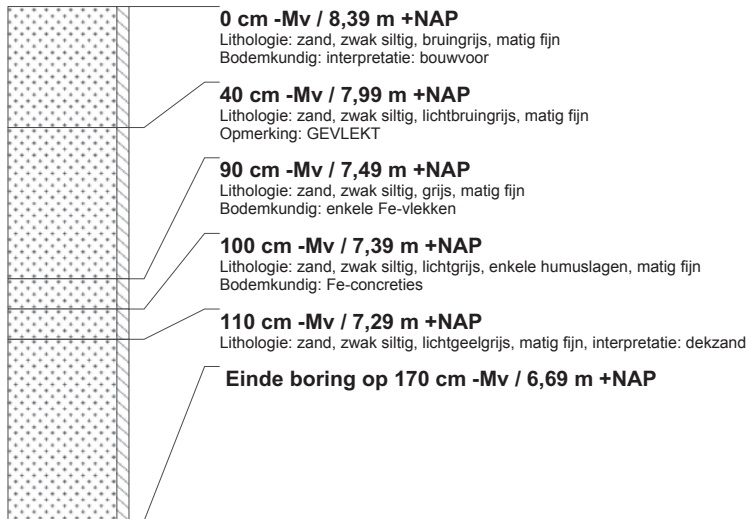 0 cm -Mv / 8,39 m +NAP
Lithologie: zand, zwak siltig, bruingrijs, matig fijn
Bodemkundig: interpretatie: bouwvoor
40 cm -Mv / 7,99 m +NAP
Lithologie: zand, zwak siltig, lichtbruingrijs, matig fijn
Opmerking: GEVLEKT
90 cm -Mv / 7,49 m +NAP
Lithologie: zand, zwak siltig, grijs, matig fijn
Bodemkundig: enkele Fe-vlekken
100 cm -Mv / 7,39 m +NAP
Lithologie: zand, zwak siltig, lichtgrijs, enkele humuslagen, matig fijn
Bodemkundig: Fe-concreties
110 cm -Mv / 7,29 m +NAP
Lithologie: zand, zwak siltig, lichtgeelgrijs, matig fijn, interpretatie: dekzand
Einde boring op 170 cm -Mv / 6,69 m +NAP